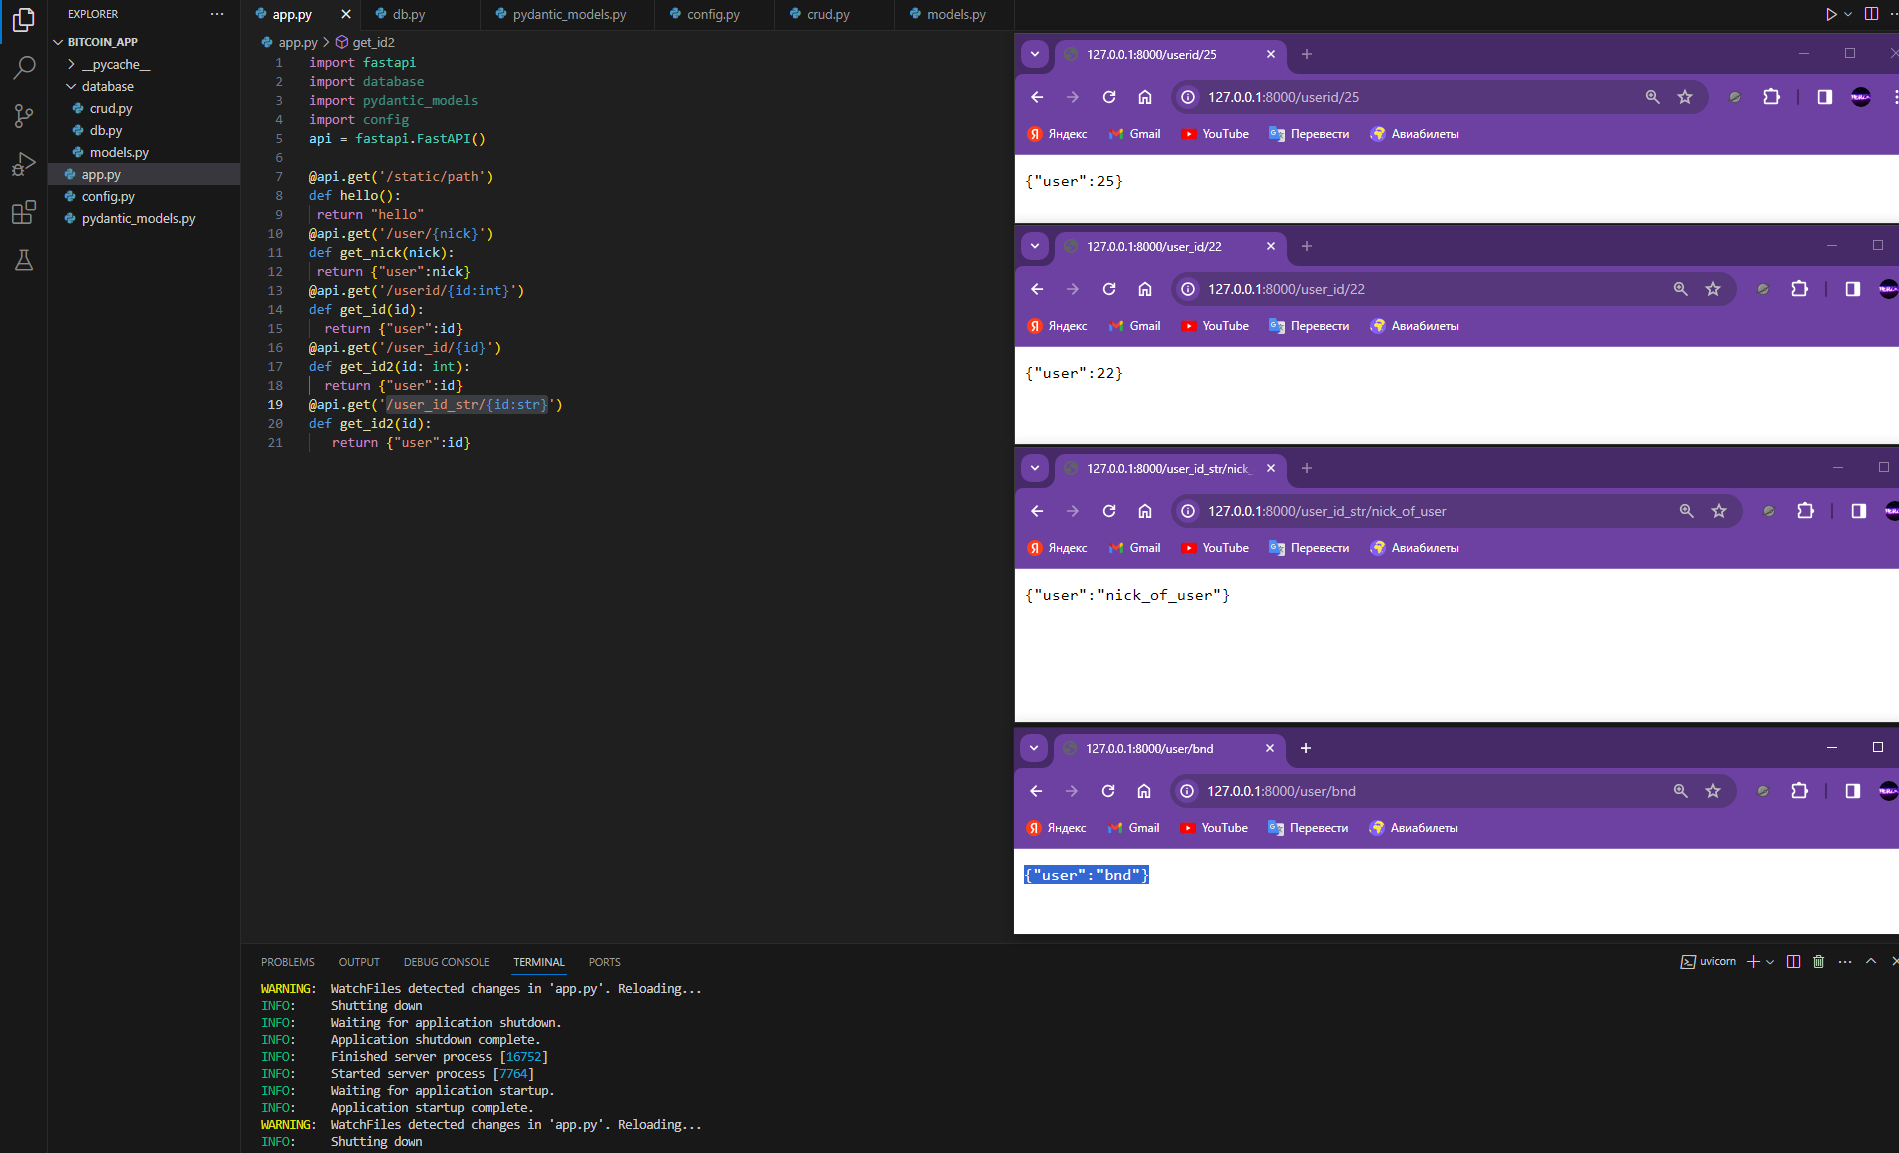 EXPLORER
BITCOIN_APP
__pycache__
database
crud.py
db.py
models.py
app.py
config.py
pydantic_models.py
app.py
db.py
pydantic_models.py
config.py
crud.py
models.py
app.py > get_id2
1 import fastapi
2 import database
3 import pydantic_models
4 import config
5 api = fastapi.FastAPI()
6
7 @api.get('/static/path')
8 def hello():
9 return "hello"
10 @api.get('/user/{nick}')
11 def get_nick(nick):
12 return {"user":nick}
13 @api.get('/userid/{id:int}')
14 def get_id(id):
15 return {"user":id}
16 @api.get('/user_id/{id}')
17 def get_id2(id: int):
18 return {"user":id}
19 @api.get('/user_id_str/{id:str}')
20 def get_id2(id):
21 return {"user":id}
127.0.0.1:8000/userid/25
127.0.0.1:8000/userid/25
Яндекс Gmail YouTube Перевести Авиабилеты
{"user":25}
127.0.0.1:8000/user_id/22
127.0.0.1:8000/user_id/22
Яндекс Gmail YouTube Перевести Авиабилеты
{"user":22}
127.0.0.1:8000/user_id_str/nick_
127.0.0.1:8000/user_id_str/nick_of_user
Яндекс Gmail YouTube Перевести Авиабилеты
{"user":"nick_of_user"}
127.0.0.1:8000/user/bnd
127.0.0.1:8000/user/bnd
Яндекс Gmail YouTube Перевести Авиабилеты
{"user":"bnd"}
PROBLEMS OUTPUT DEBUG CONSOLE TERMINAL PORTS
uvicorn
WARNING: WatchFiles detected changes in 'app.py'. Reloading...
INFO: Shutting down
INFO: Waiting for application shutdown.
INFO: Application shutdown complete.
INFO: Finished server process [16752]
INFO: Started server process [7764]
INFO: Waiting for application startup.
INFO: Application startup complete.
WARNING: WatchFiles detected changes in 'app.py'. Reloading...
INFO: Shutting down